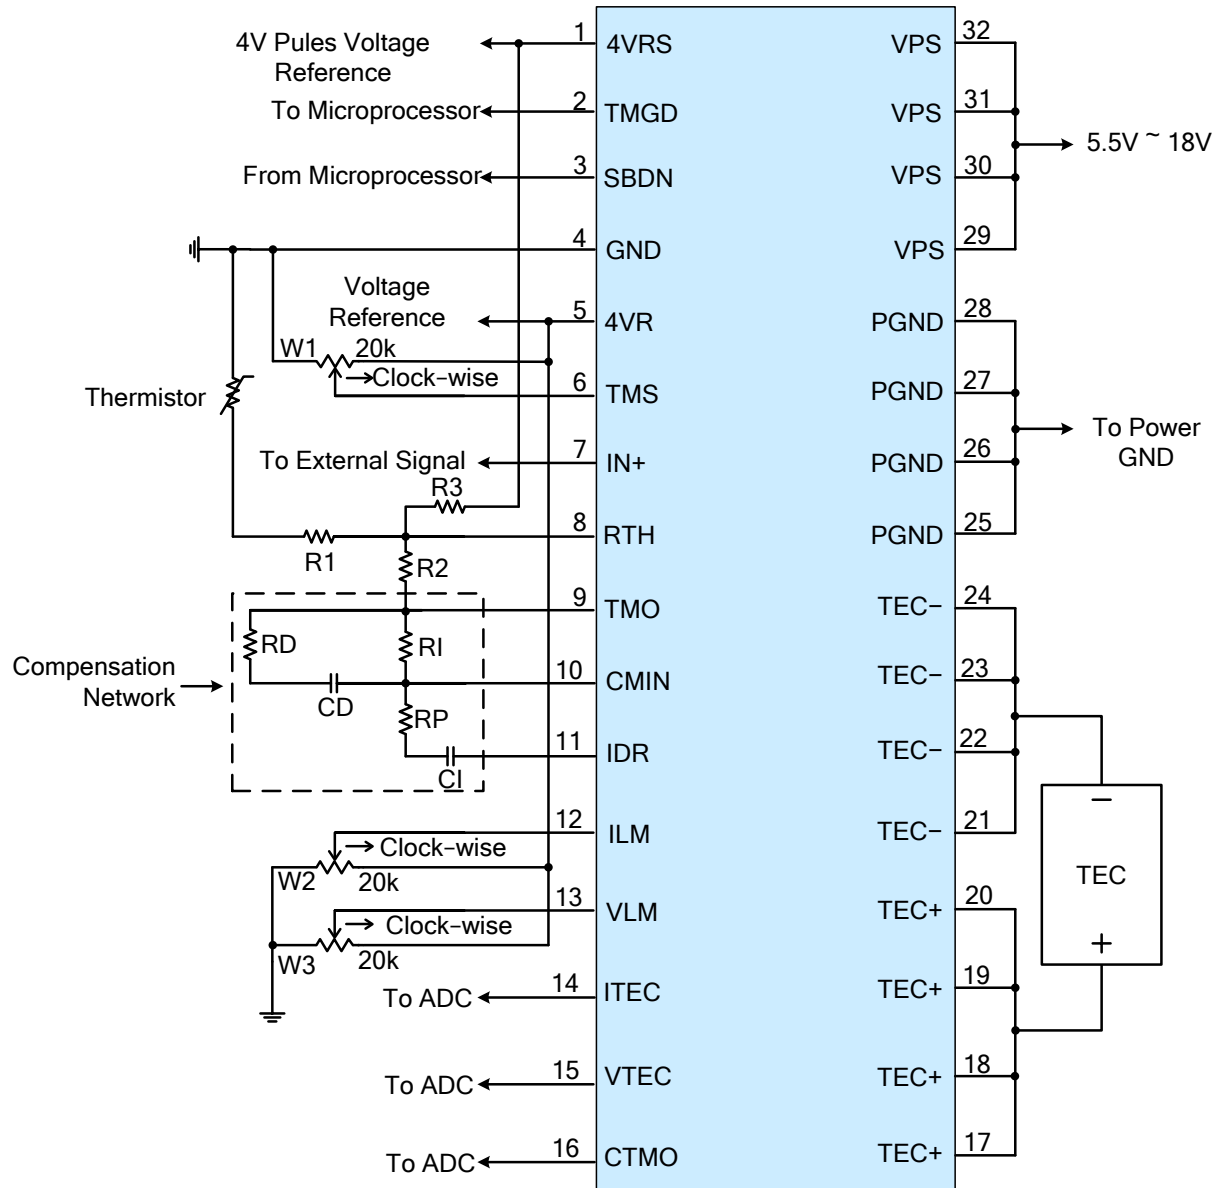 4V Pules Voltage
Reference
1
4VRS
VPS
32
To Microprocessor
2
TMGD
VPS
31
5.5V ~ 18V
From Microprocessor
3
SBDN
VPS
30
4
GND
VPS
29
Voltage
Reference
5
4VR
PGND
28
W1
20k
Clock-wise
6
TMS
PGND
27
Thermistor
To Power
GND
To External Signal
7
IN+
PGND
26
R3
R1
8
RTH
PGND
25
R2
9
TMO
TEC-
24
RD
RI
Compensation
Network
10
CMIN
TEC-
23
CD
RP
11
IDR
TEC-
22
CI
12
ILM
TEC-
21
Clock-wise
W2
20k
-
TEC
+
13
VLM
TEC+
20
Clock-wise
W3
20k
To ADC
14
ITEC
TEC+
19
To ADC
15
VTEC
TEC+
18
To ADC
16
CTMO
TEC+
17